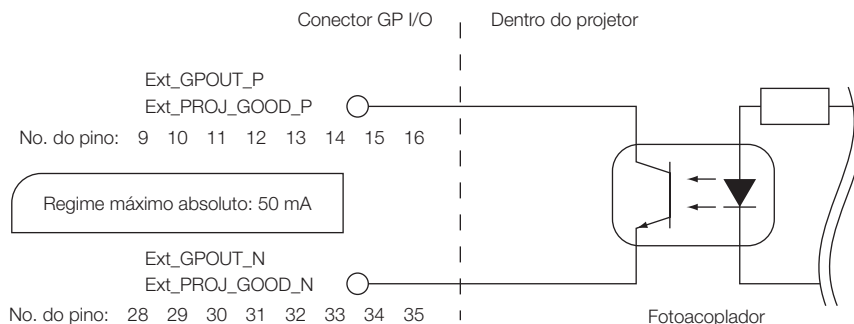 Conector GP I/O Dentro do projetor
Ext_GPOUT_P
Ext_PROJ_GOOD_P
No. do pino: 9 10 11 12 13 14 15 16
Regime máximo absoluto: 50 mA
Ext_GPOUT_N
Ext_PROJ_GOOD_N
No. do pino: 28 29 30 31 32 33 34 35
Fotoacoplador